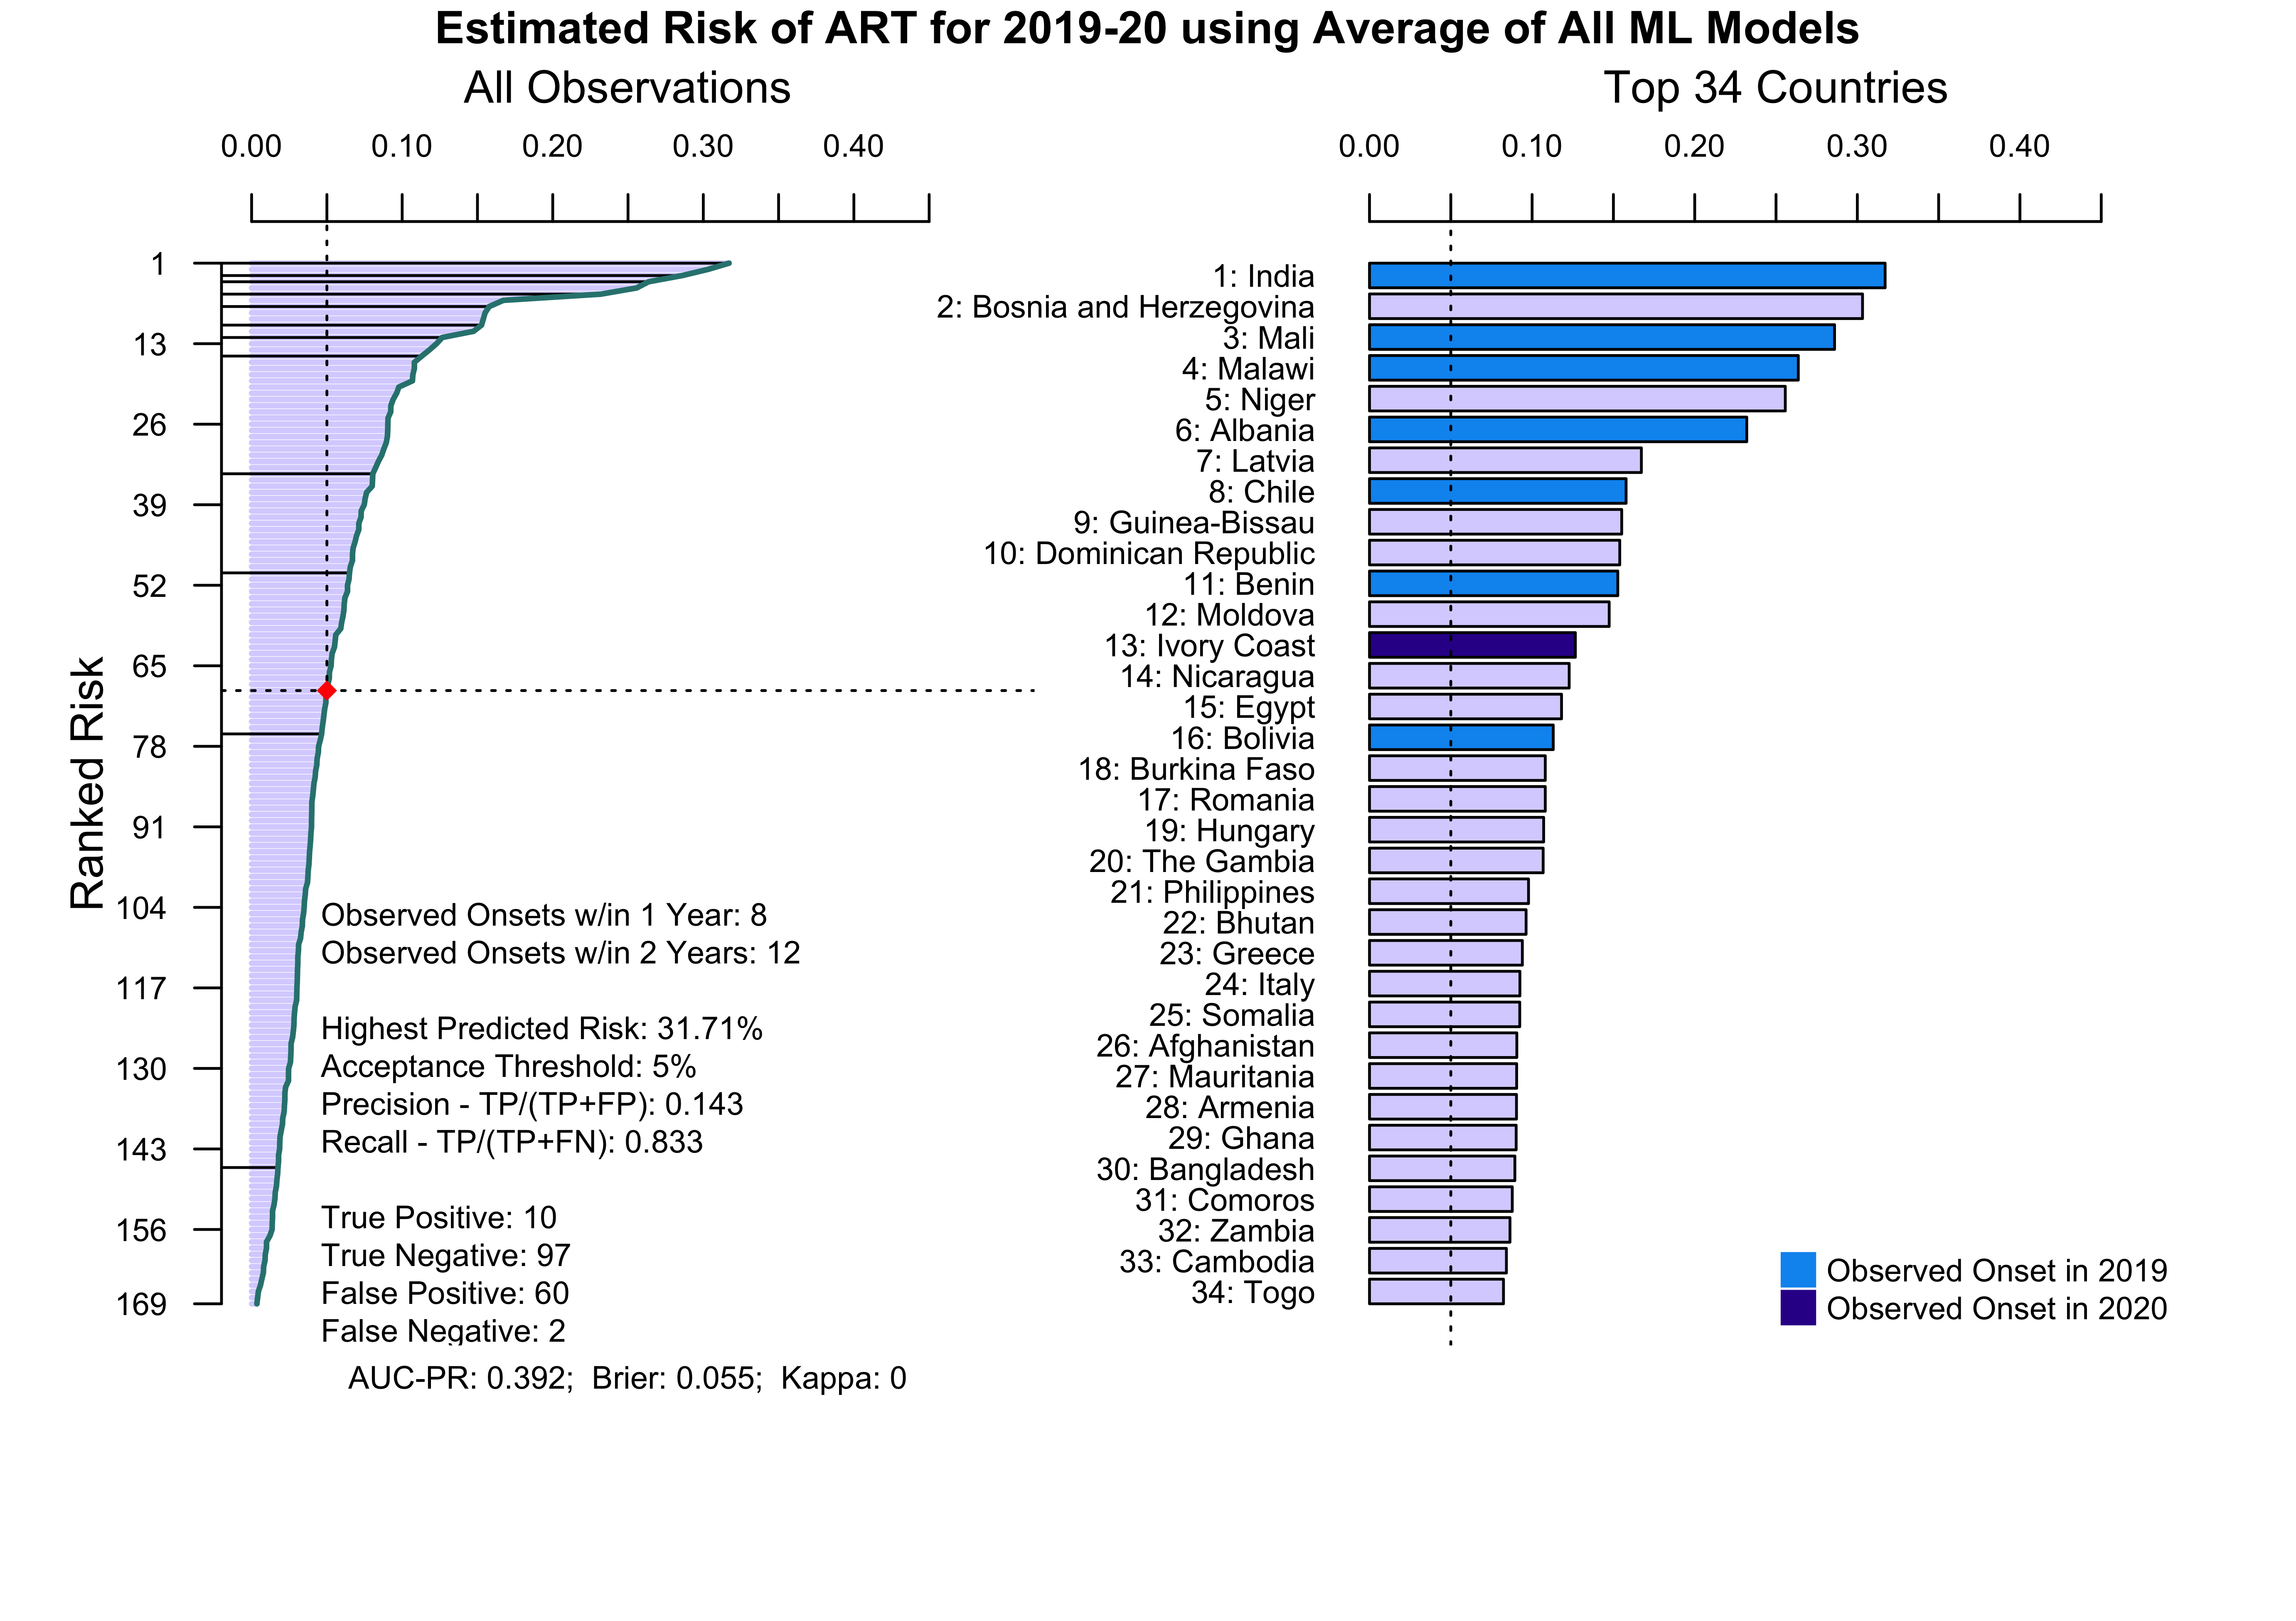 Estimated Risk of ART for 2019-20 using Average of All ML Models
All Observations
0.00 0.10 0.20 0.30 0.40
Ranked Risk
1
13
26
39
52
65
78
91
104
117
130
143
156
169
Observed Onsets w/in 1 Year: 8
Observed Onsets w/in 2 Years: 12
Highest Predicted Risk: 31.71%
Acceptance Threshold: 5%
Precision - TP/(TP+FP): 0.143
Recall - TP/(TP+FN): 0.833
True Positive: 10
True Negative: 97
False Positive: 60
False Negative: 2
AUC-PR: 0.392; Brier: 0.055; Kappa: 0
Top 34 Countries
0.00 0.10 0.20 0.30 0.40
1: India
2: Bosnia and Herzegovina
3: Mali
4: Malawi
5: Niger
6: Albania
7: Latvia
8: Chile
9: Guinea-Bissau
10: Dominican Republic
11: Benin
12: Moldova
13: Ivory Coast
14: Nicaragua
15: Egypt
16: Bolivia
18: Burkina Faso
17: Romania
19: Hungary
20: The Gambia
21: Philippines
22: Bhutan
23: Greece
24: Italy
25: Somalia
26: Afghanistan
27: Mauritania
28: Armenia
29: Ghana
30: Bangladesh
31: Comoros
32: Zambia
33: Cambodia
34: Togo
Observed Onset in 2019
Observed Onset in 2020